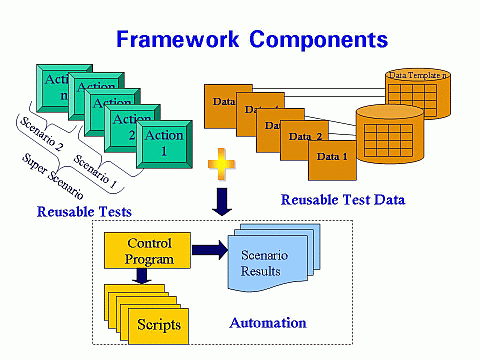 Framework Components
Action
n
Action
Action
Action
2
Action
1
Scenario 2
Scenario 1
Super Scenario
Reusable Tests
Data
Data
Data_2
Data 1
Data Template n
Reusable Test Data
Control
Program
Scenario
Results
Scripts
Automation